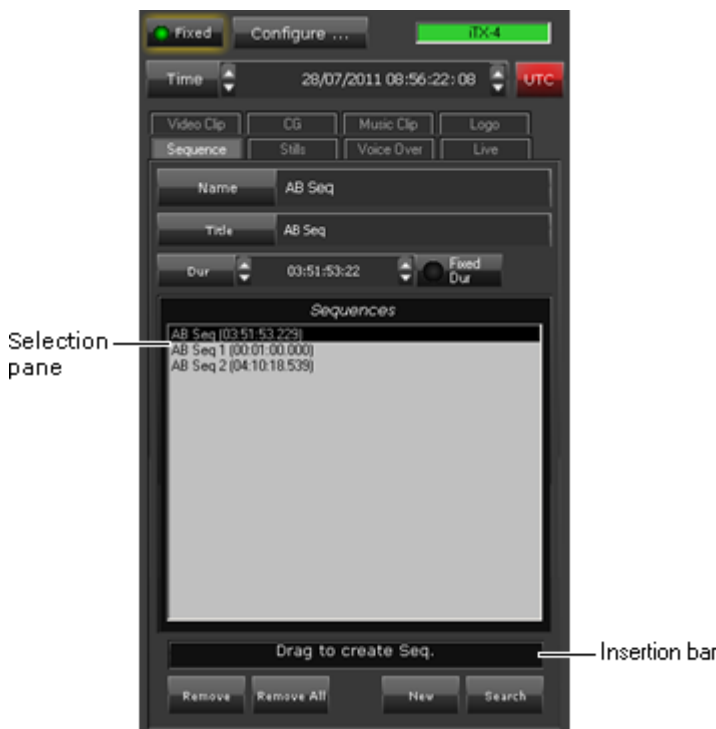 Fixed Configure ... iTX-4
Time 28/07/2011 08:56:22:08 UTC
Video Clip CG Music Clip Logo
Sequence Stills Voice Over Live
Name AB Seq
Title AB Seq
Dur 03:51:53:22 Fixed Dur
Sequences
AB Seq (03:51:53.229)
AB Seq 1 (00:01:00.000)
AB Seq 2 (04:10:18.539)
Selection pane
Drag to create Seq.
Insertion bar
Remove Remove All New Search